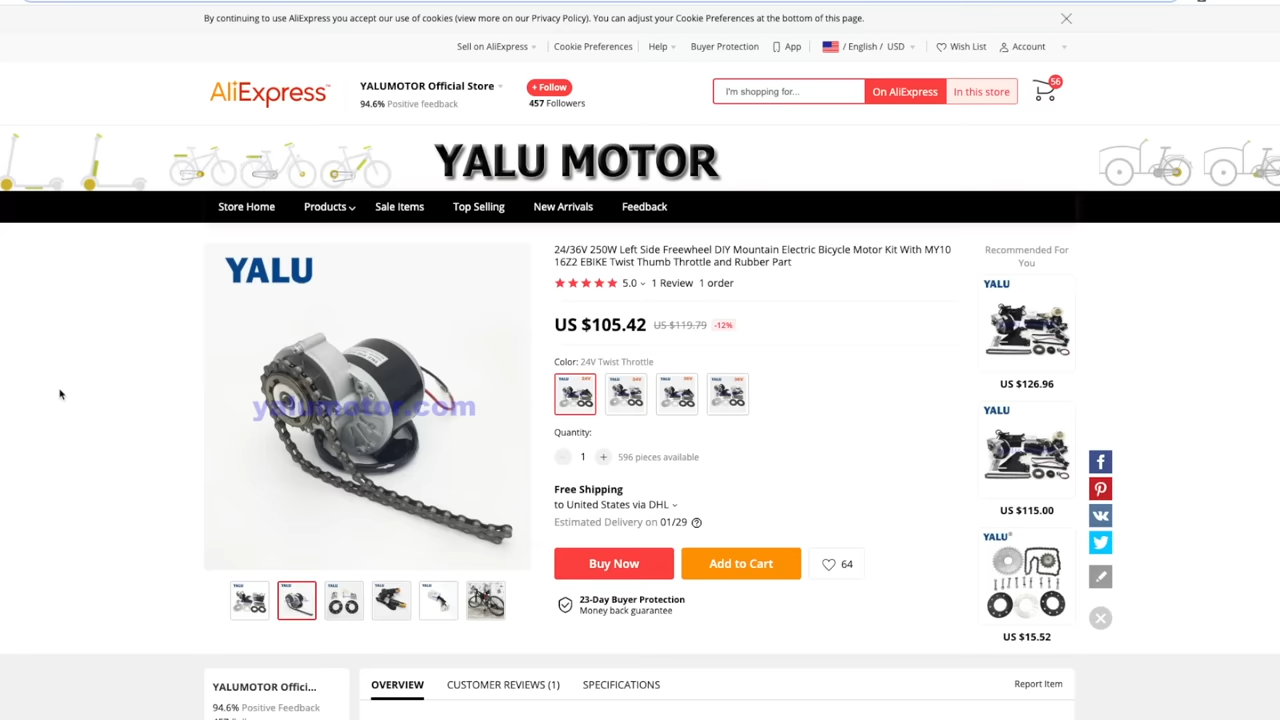 By continuing to use AliExpress you accept our use of cookies (view more on our Privacy Policy). You can adjust your Cookie Preferences at the bottom of this page.
Sell on AliExpress
Cookie Preferences
Help
Buyer Protection
App
/ English / USD
Wish List
Account
AliExpress
YALUMOTOR Official Store
94.6% Positive feedback
+ Follow
457 Followers
I'm shopping for...
On AliExpress
In this store
56
YALU MOTOR
Store Home
Products
Sale Items
Top Selling
New Arrivals
Feedback
YALU
yalumotor.com
24/36V 250W Left Side Freewheel DIY Mountain Electric Bicycle Motor Kit With MY10
16Z2 EBIKE Twist Thumb Throttle and Rubber Part
5.0 1 Review 1 order
US $105.42 US $119.79 -12%
Color: 24V Twist Throttle
Quantity:
1
596 pieces available
Free Shipping
to United States via DHL
Estimated Delivery on 01/29
Buy Now
Add to Cart
64
23-Day Buyer Protection
Money back guarantee
Recommended For
You
YALU
US $126.96
YALU
US $115.00
YALU
US $15.52
YALUMOTOR Offici...
94.6% Positive Feedback
OVERVIEW
CUSTOMER REVIEWS (1)
SPECIFICATIONS
Report Item